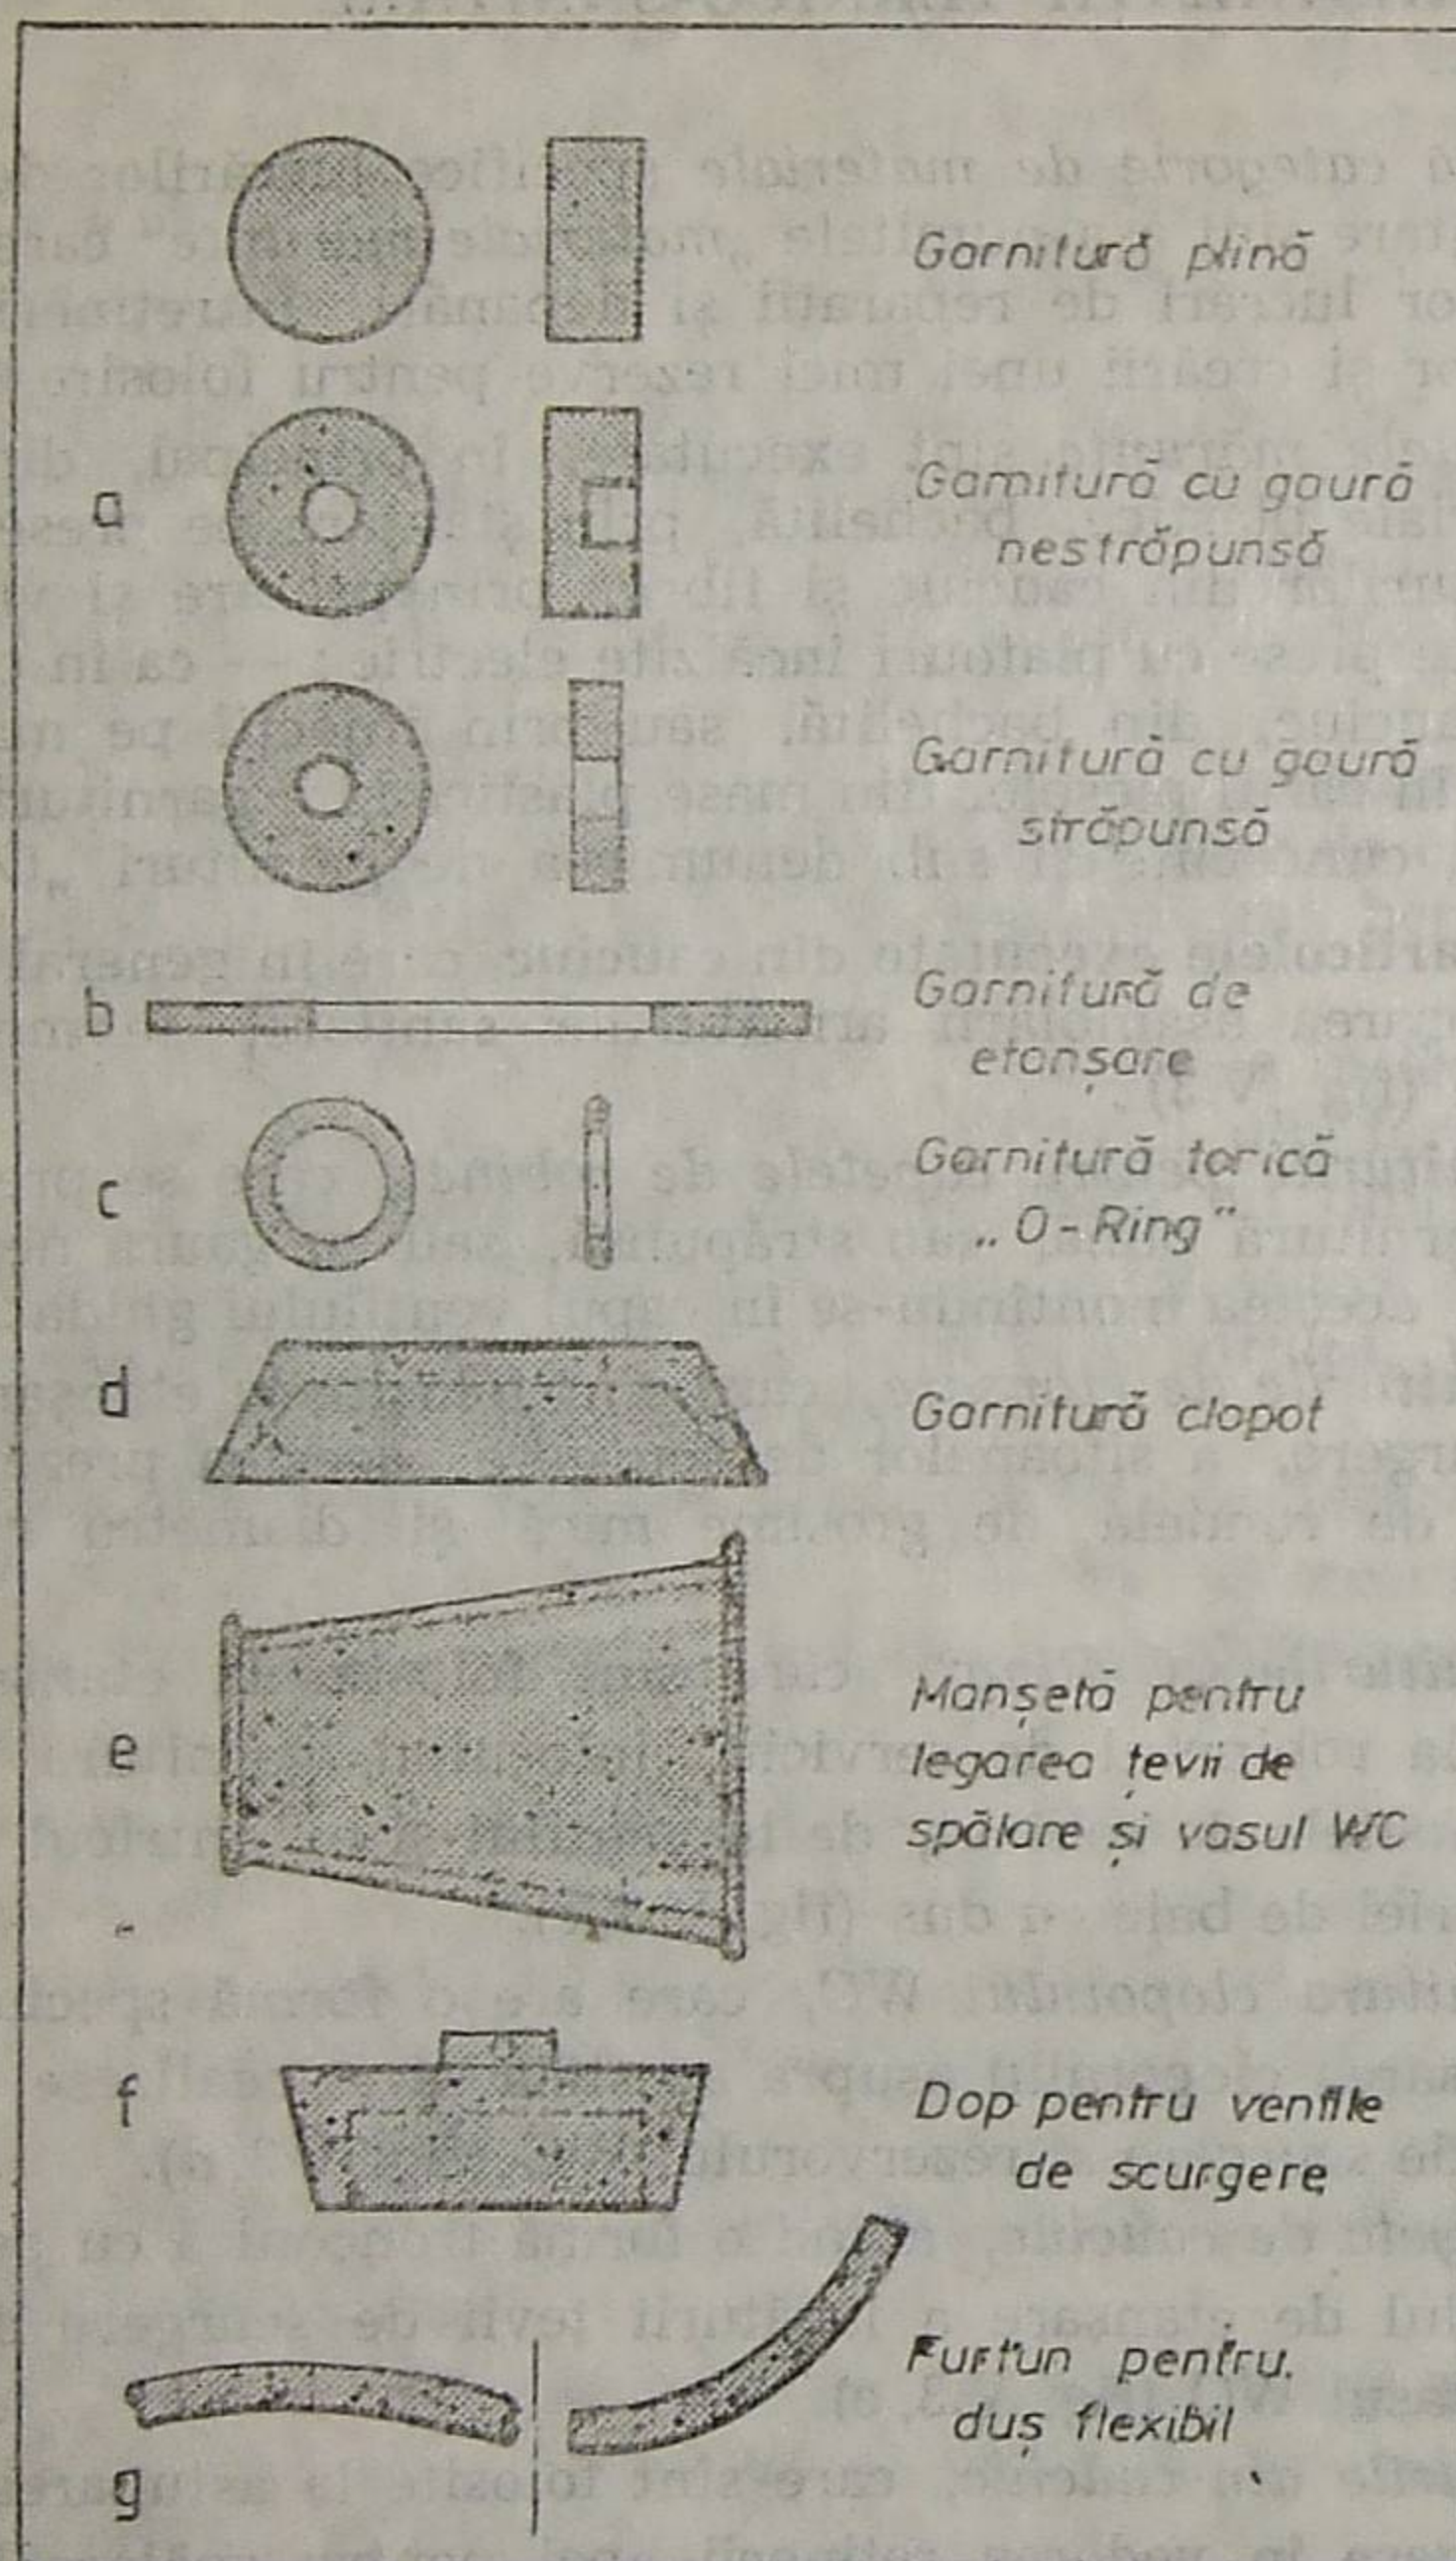 Garnitură plină
a
Garnitură cu gaură
nestrăpunsă
Garnitură cu gaură
străpunsă
b
Garnitură de
etanșare
c
Garnitură torică
„O-Ring”
d
Garnitură clopot
e
Manșetă pentru
legarea țevii de
spălare și vasul WC
f
Dop pentru ventile
de scurgere
Furtun pentru
duș flexibil
g